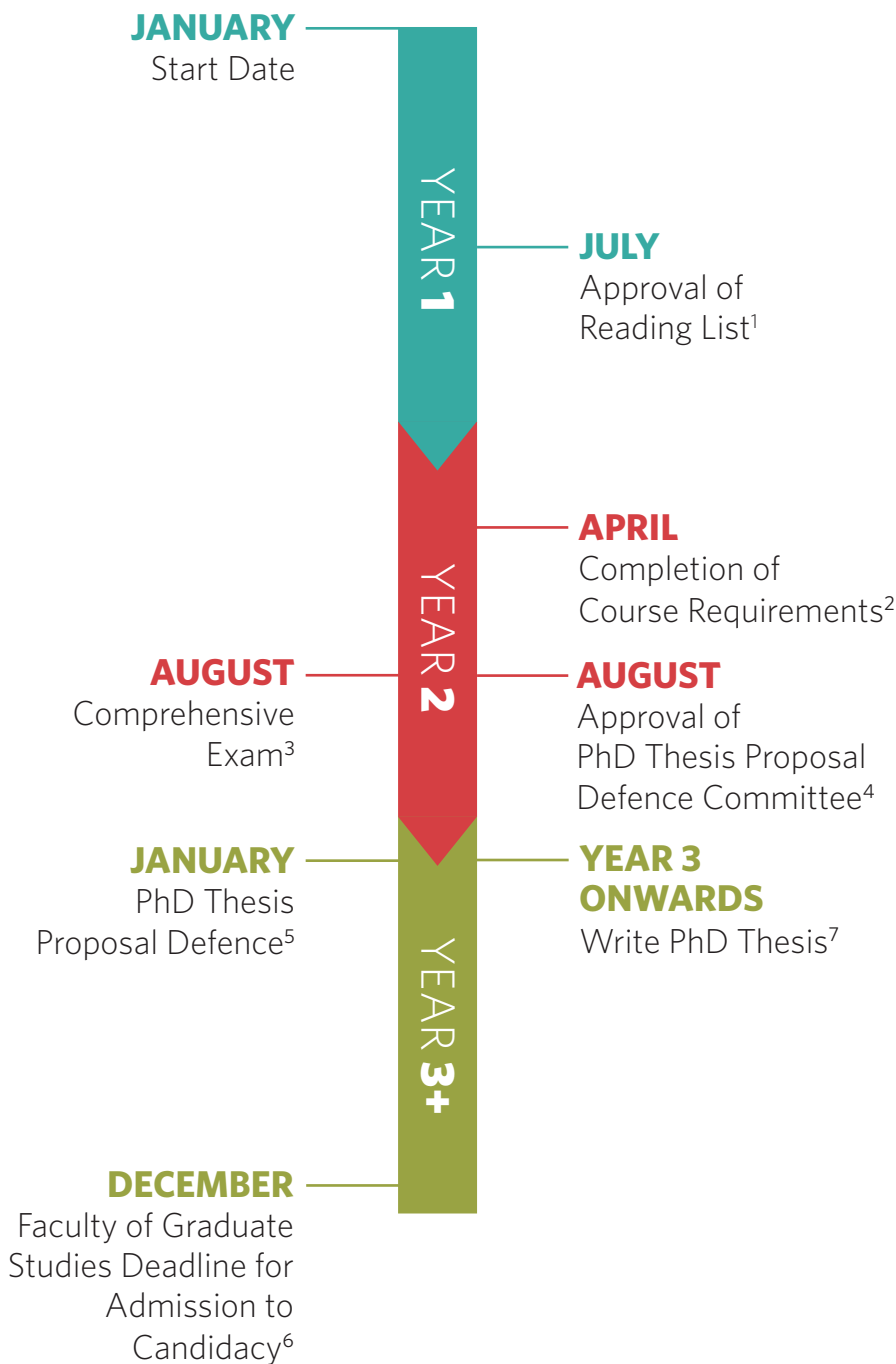 JANUARY
Start Date
YEAR 1
JULY
Approval of
Reading List¹
APRIL
Completion of
Course Requirements²
YEAR 2
AUGUST
Comprehensive
Exam³
AUGUST
Approval of
PhD Thesis Proposal
Defence Committee⁴
JANUARY
PhD Thesis
Proposal Defence⁵
YEAR 3
ONWARDS
Write PhD Thesis⁷
YEAR 3+
DECEMBER
Faculty of Graduate
Studies Deadline for
Admission to
Candidacy⁶